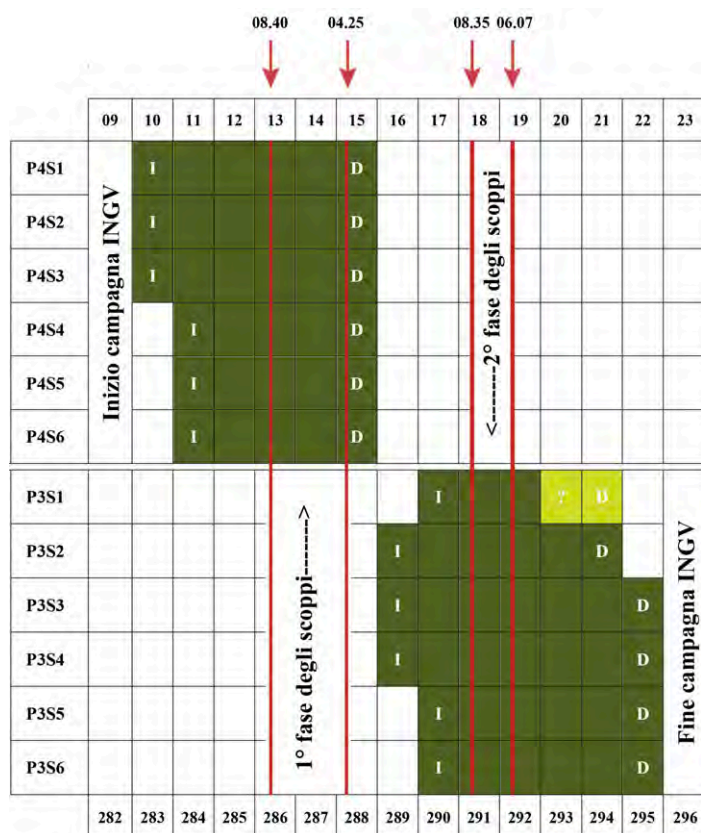 08.40 04.25 08.35 06.07
09 10 11 12 13 14 15 16 17 18 19 20 21 22 23
P4S1 I D
P4S2 I D
P4S3 I D
P4S4 I D
P4S5 I D
P4S6 I D
Inizio campagna INGV
<-------2° fase degli scoppi
P3S1 I ? D
P3S2 I D
P3S3 I D
P3S4 I D
P3S5 I D
P3S6 I D
1° fase degli scoppi------->
Fine campagna INGV
282 283 284 285 286 287 288 289 290 291 292 293 294 295 296